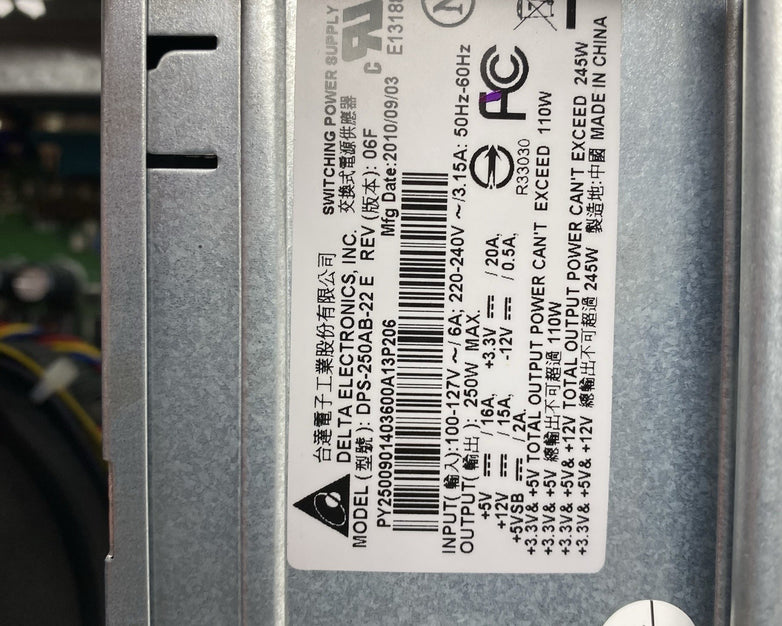 台達電子工業股份有限公司
SWITCHING POWER SUPPLY
DELTA ELECTRONICS, INC.
交換式電源供應器
MODEL (型號): DPS-250AB-22 E REV (版本): 06F
PY2500901403600A13P206 Mfg Date:2010/09/03
C
INPUT( 輸入):100-127V ~/ 6A; 220-240V ~/3.15A: 50Hz-60Hz
OUTPUT( 輸出 ): 250W MAX.
+5V / 16A, +3.3V / 20A,
+12V / 15A, -12V / 0.5A,
+5VSB / 2A.
R33030
+3.3V& +5V TOTAL OUTPUT POWER CAN'T EXCEED 110W
+3.3V& +5V 總輸出不可超過 110W
+3.3V& +5V& +12V TOTAL OUTPUT POWER CAN'T EXCEED 245W
+3.3V& +5V& +12V 總輸出不可超過 245W 製造地:中國 MADE IN CHINA